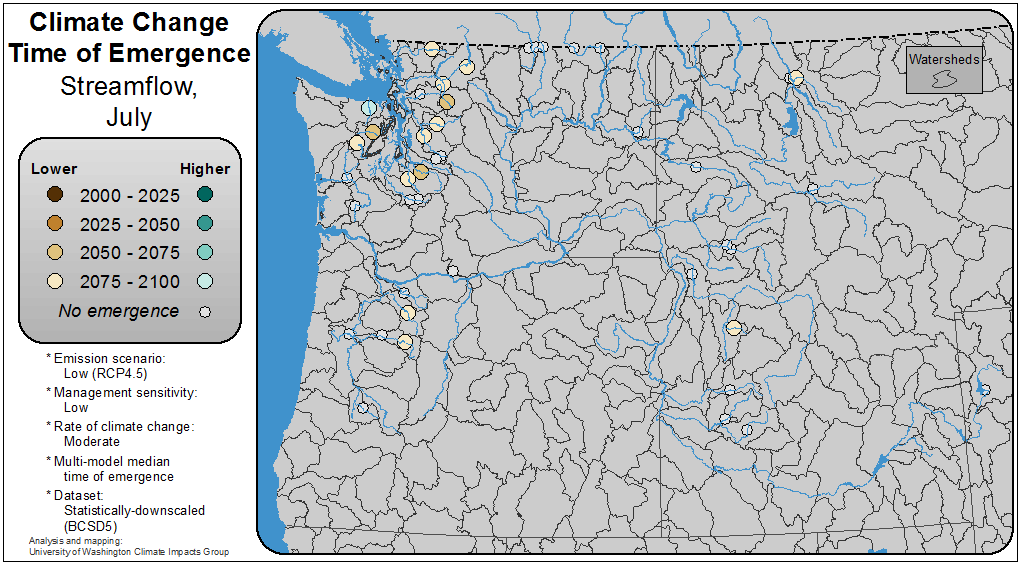 Climate Change
Time of Emergence
Streamflow,
July
Lower Higher
2000 - 2025
2025 - 2050
2050 - 2075
2075 - 2100
No emergence
* Emission scenario:
Low (RCP4.5)
* Management sensitivity:
Low
* Rate of climate change:
Moderate
* Multi-model median
time of emergence
* Dataset:
Statistically-downscaled
(BCSD5)
Analysis and mapping:
University of Washington Climate Impacts Group
Watersheds